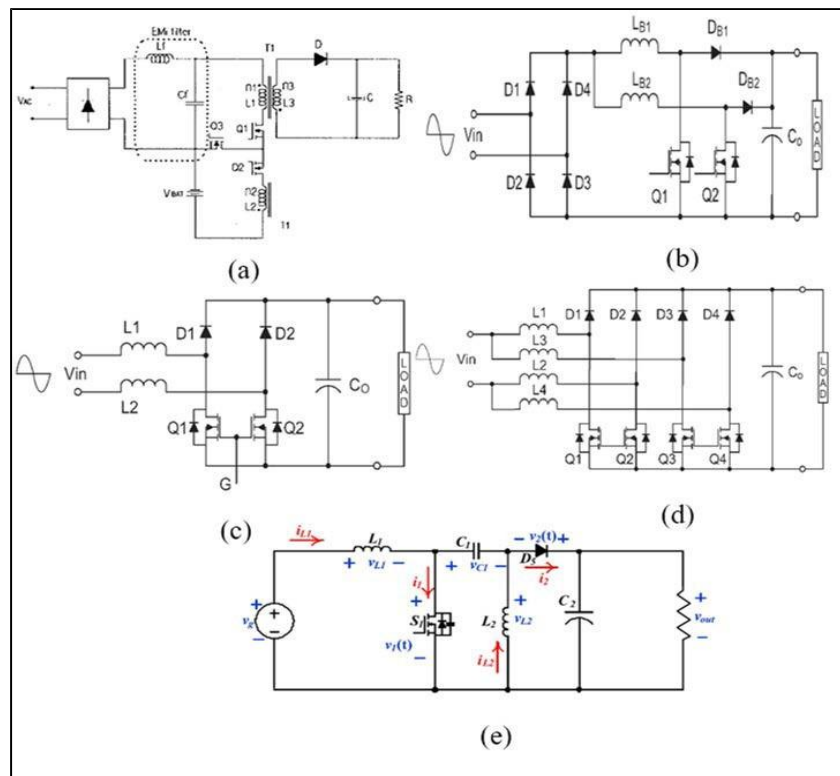 EMI filter
Lf
T1
D
VAC
Cf
n1
L1
n3
L3
C
R
Q3
Q1
Q2
VBAT
n2
L2
T1
(a)
LB1
DB1
LB2
DB2
D1
D4
Vin
CO
LOAD
D2
D3
Q1
Q2
(b)
L1
D1
D2
Vin
L2
CO
LOAD
Q1
Q2
G
(c)
D1
D2
D3
D4
L1
L3
Vin
L2
L4
CO
LOAD
Q1
Q2
Q3
Q4
(d)
iL1
L1
C1
− v2(t) +
+ vL1 −
+ vC1 −
i2
i1
C2
+
vg
−
+
S1
v1(t)
−
L2
+
vL2
−
iL2
+
vout
−
(e)